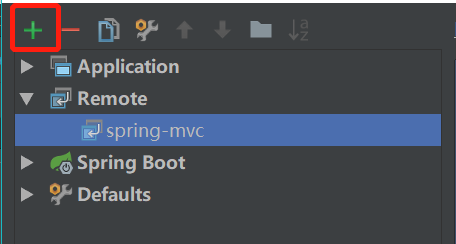 Application
Remote
spring-mvc
Spring Boot
Defaults